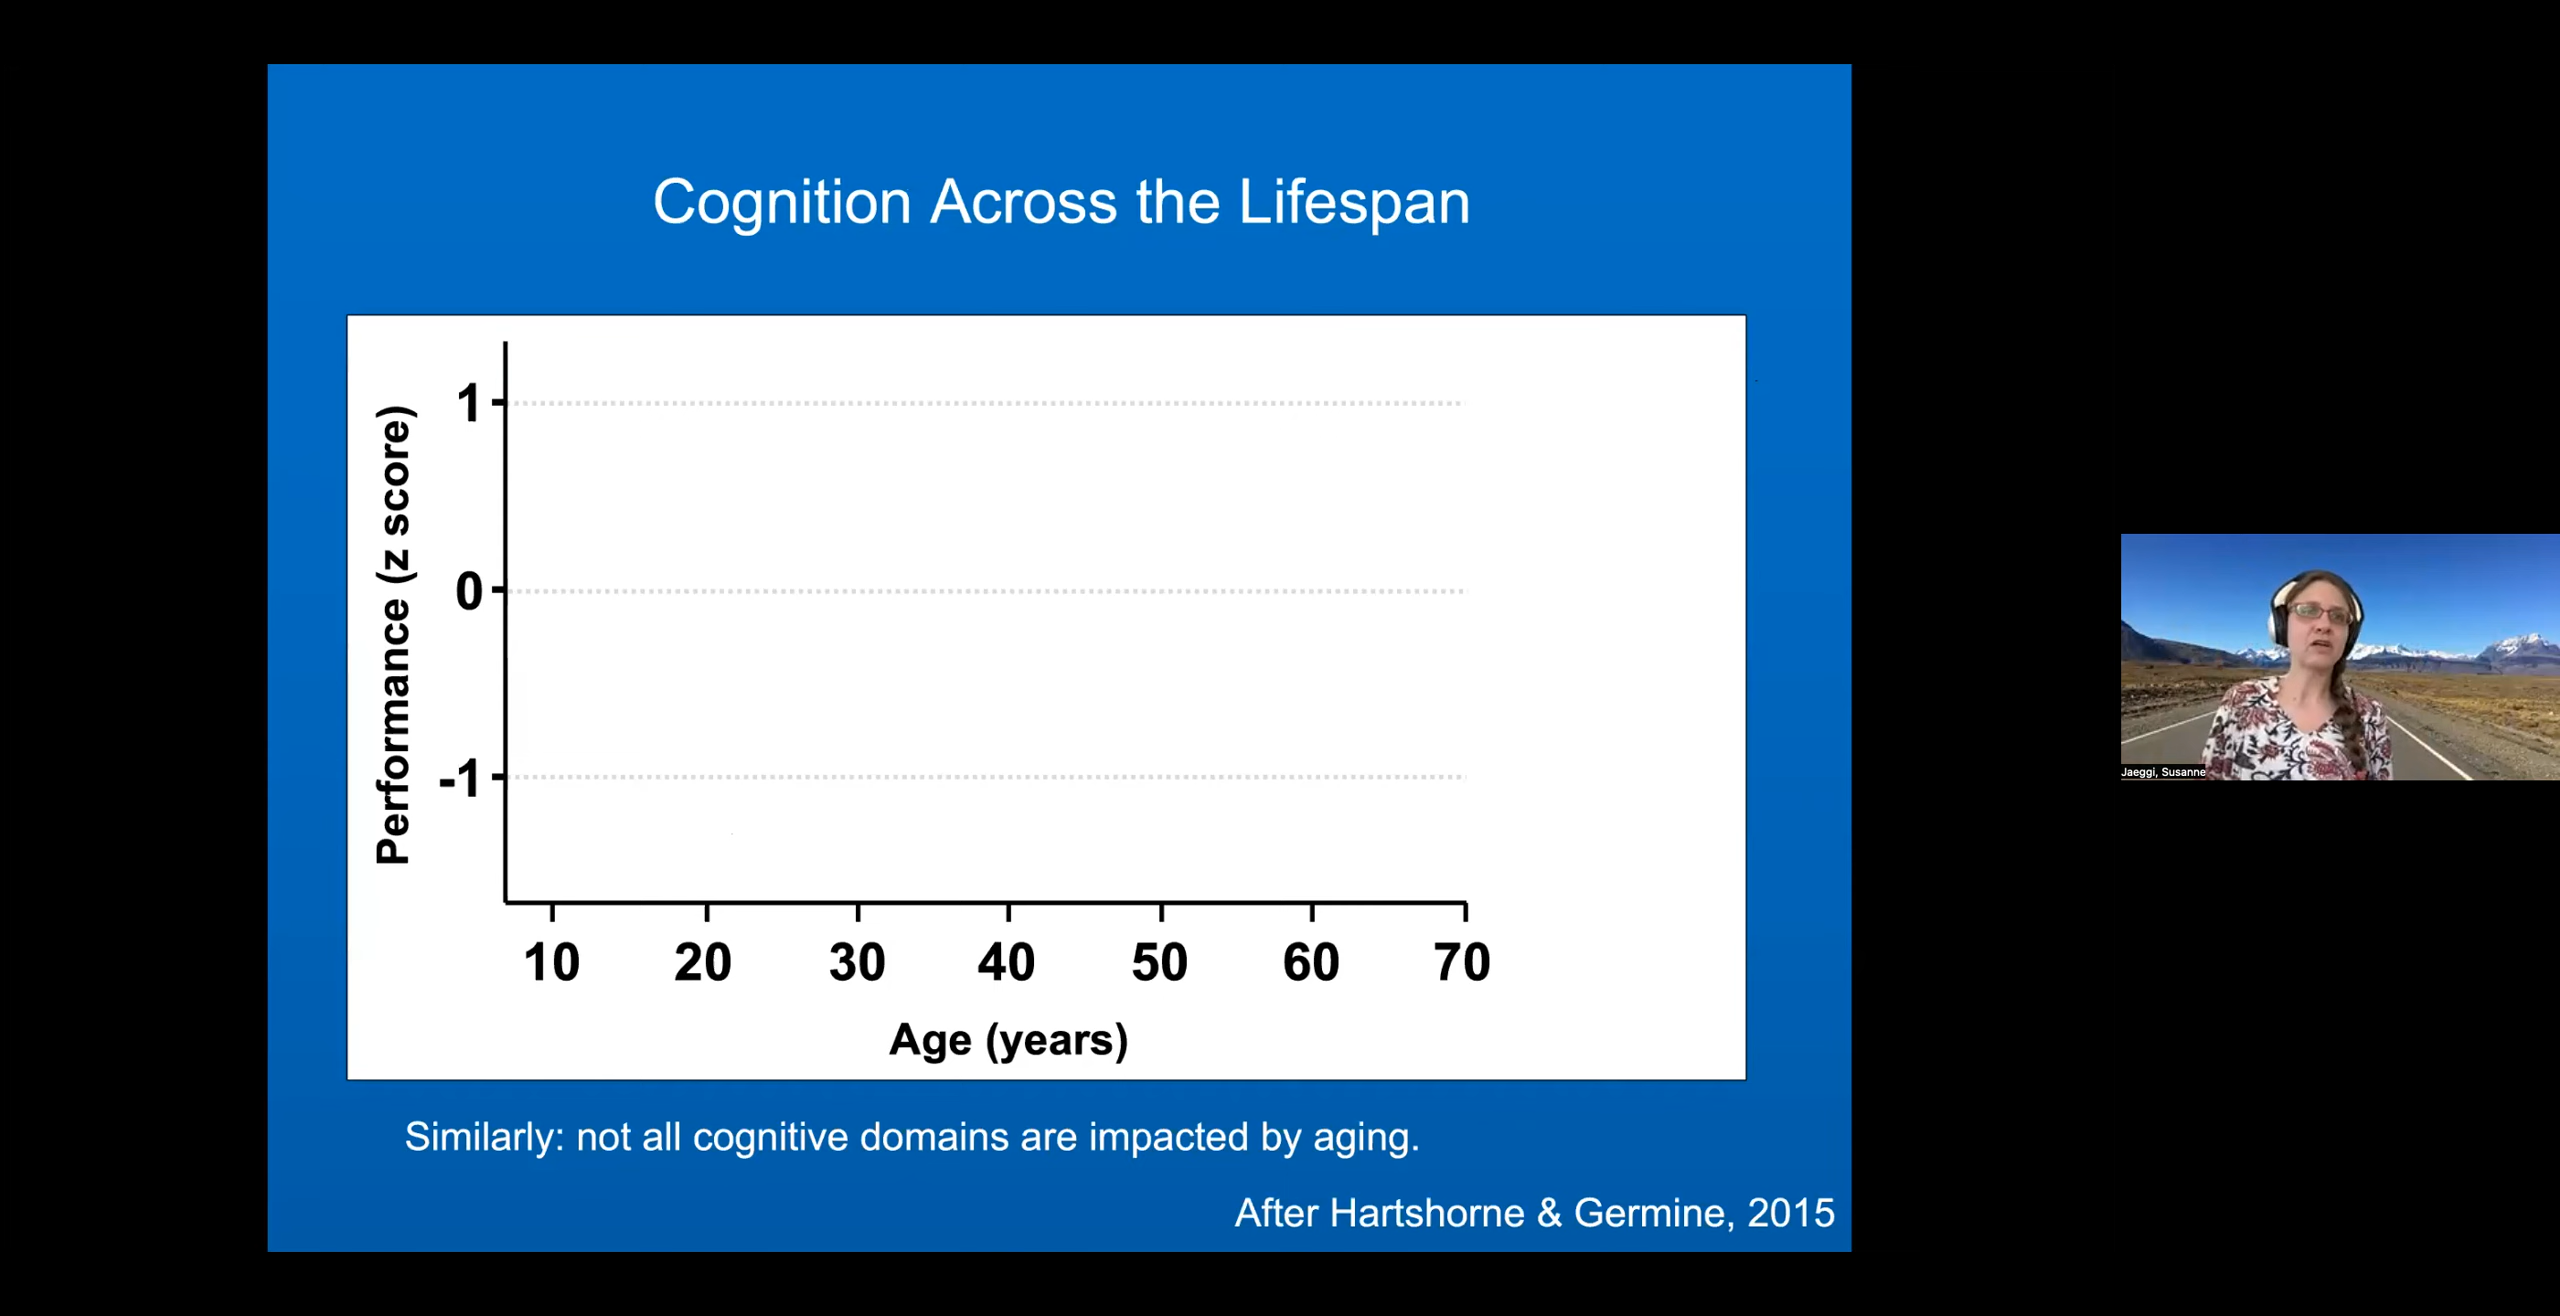 Cognition Across the Lifespan
Performance (z score)
1
0
-1
10 20 30 40 50 60 70
Age (years)
Similarly: not all cognitive domains are impacted by aging.
After Hartshorne & Germine, 2015
Jaeggi, Susanne